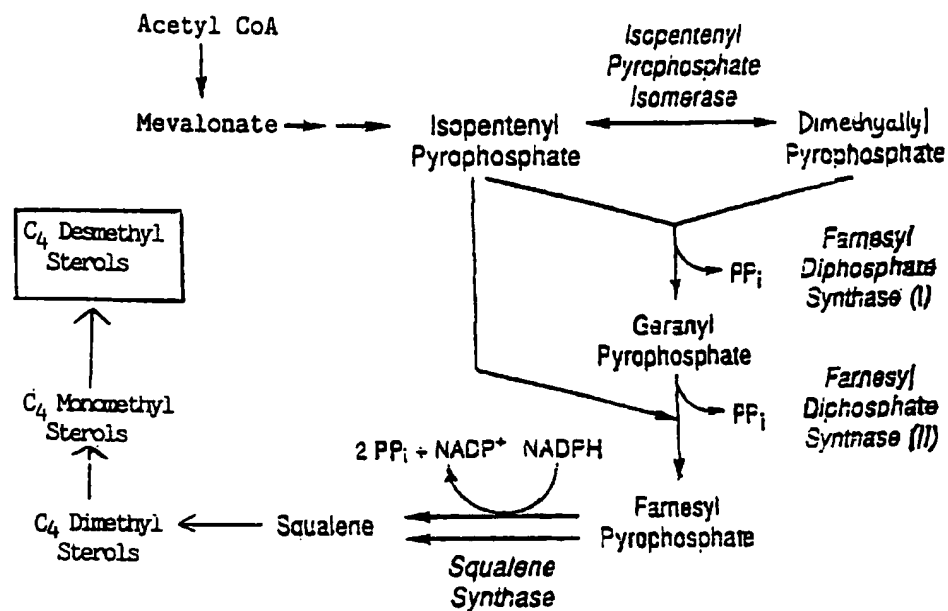 Acetyl CoA
Mevalonate
Isopentenyl
Pyrophosphate
Isopentenyl
Pyrophosphate
Isomerase
Dimethyallyl
Pyrophosphate
PPi
Farnesyl
Diphosphate
Synthase (I)
Geranyl
Pyrophosphate
PPi
Farnesyl
Diphosphate
Synthase (II)
Farnesyl
Pyrophosphate
2 PPi + NADP+ NADPH
Squalene
Synthase
Squalene
C4 Dimethyl
Sterols
C4 Monomethyl
Sterols
C4 Desmethyl
Sterols